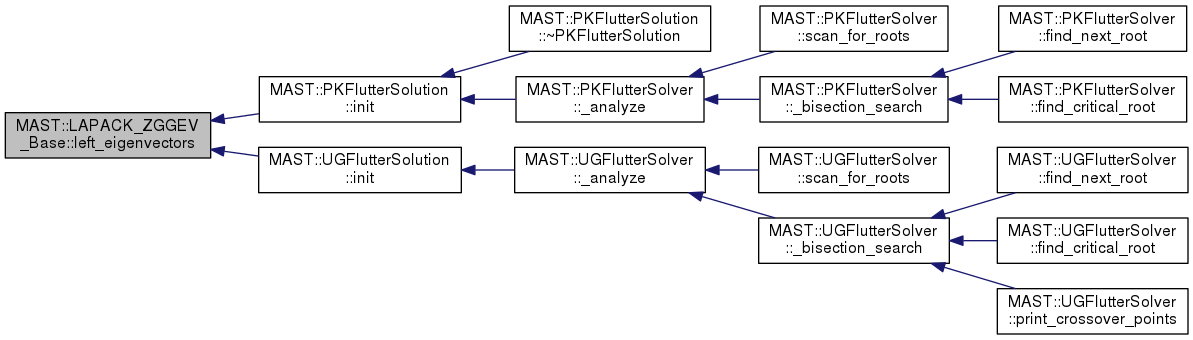 MAST::LAPACK_ZGGEV
_Base::left_eigenvectors
MAST::PKFlutterSolution
::init
MAST::PKFlutterSolution
::~PKFlutterSolution
MAST::PKFlutterSolver
::_analyze
MAST::PKFlutterSolver
::scan_for_roots
MAST::PKFlutterSolver
::_bisection_search
MAST::PKFlutterSolver
::find_next_root
MAST::PKFlutterSolver
::find_critical_root
MAST::UGFlutterSolution
::init
MAST::UGFlutterSolver
::_analyze
MAST::UGFlutterSolver
::scan_for_roots
MAST::UGFlutterSolver
::_bisection_search
MAST::UGFlutterSolver
::find_next_root
MAST::UGFlutterSolver
::find_critical_root
MAST::UGFlutterSolver
::print_crossover_points